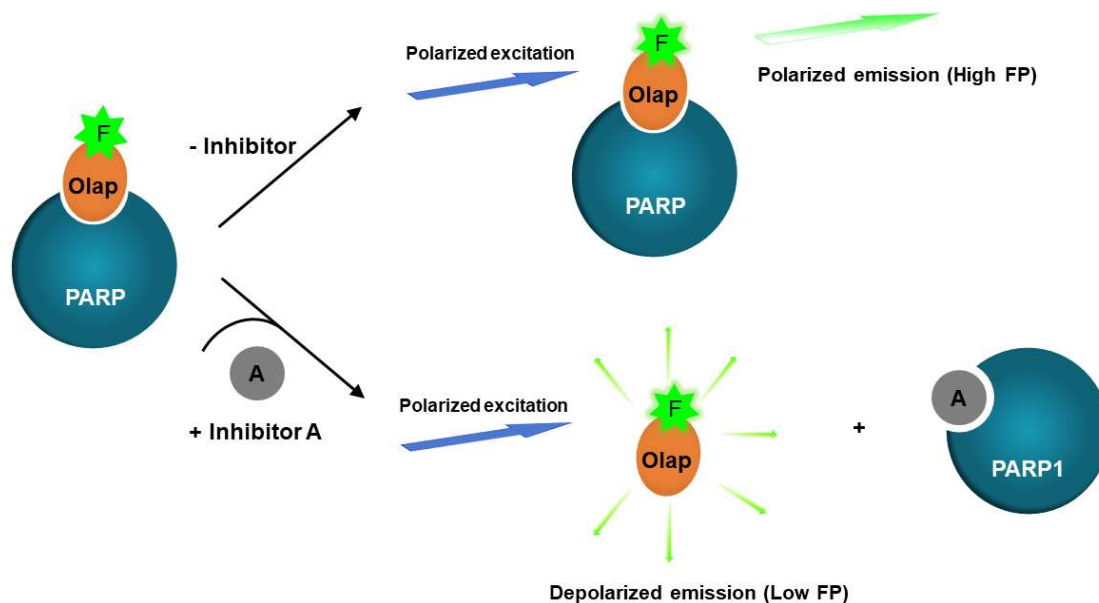 F
Olap
PARP
- Inhibitor
Polarized excitation
F
Olap
PARP
Polarized emission (High FP)
A
+ Inhibitor A
Polarized excitation
F
Olap
+
A
PARP1
Depolarized emission (Low FP)